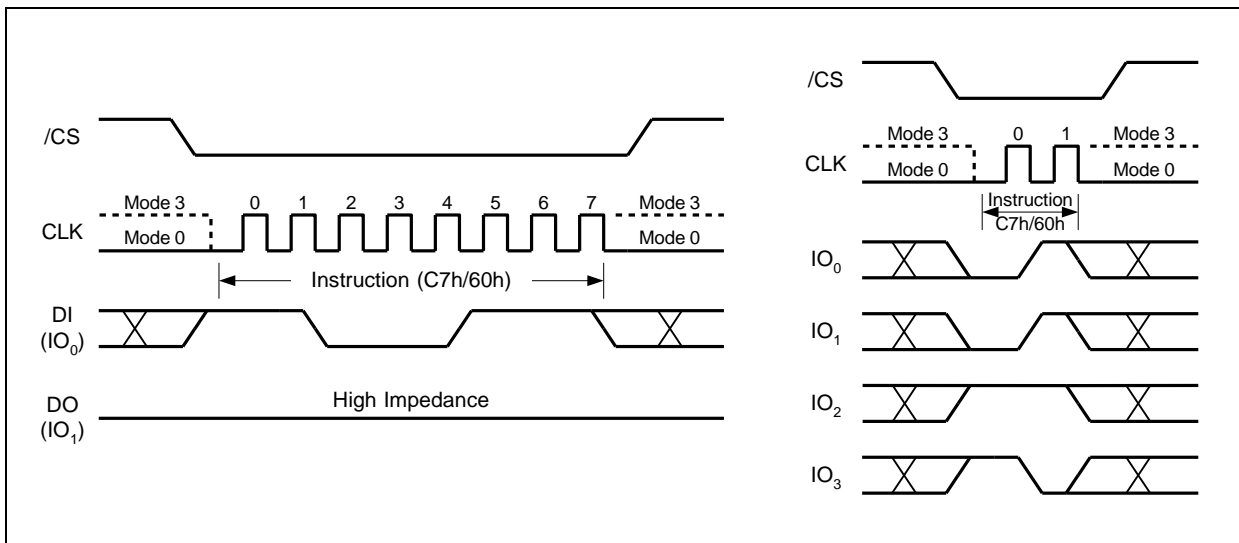 /CS
Mode 3
0 1 2 3 4 5 6 7
Mode 3
CLK
Mode 0
Mode 0
Instruction (C7h/60h)
DI
(IO0)
High Impedance
DO
(IO1)
/CS
Mode 3
0 1
Mode 3
CLK
Mode 0
Mode 0
Instruction
C7h/60h
IO0
IO1
IO2
IO3